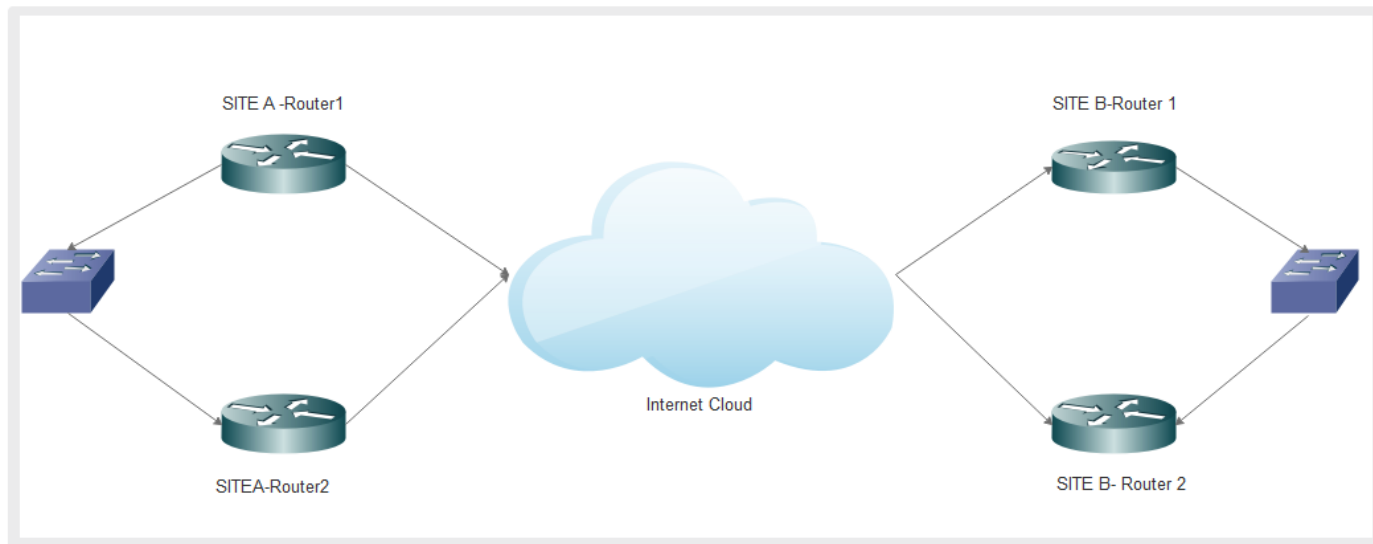 SITE A -Router1
SITE B-Router 1
Internet Cloud
SITEA-Router2
SITE B- Router 2